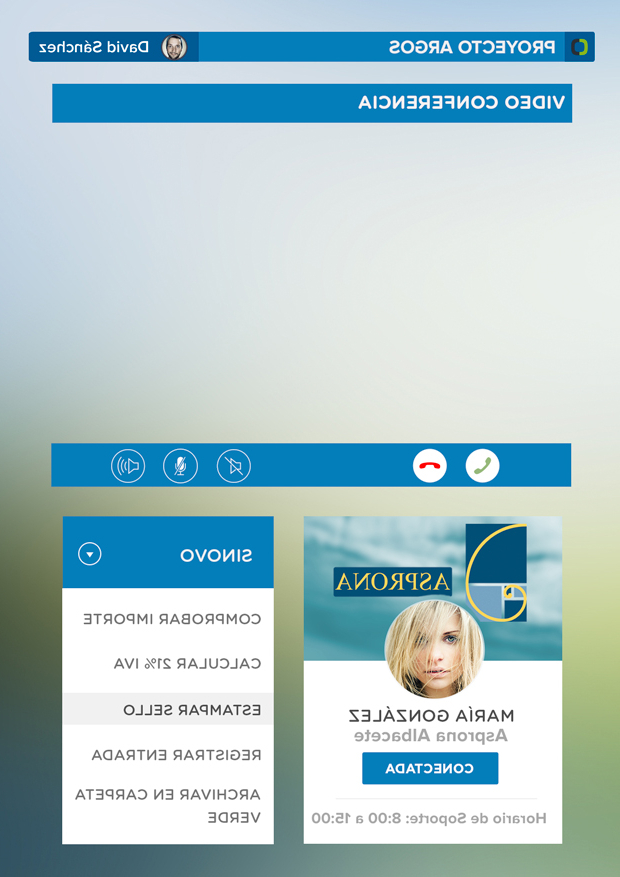 PROYECTO ARGOS
David Sánchez
VIDEO CONFERENCIA
ASPRONA
MARÍA GONZÁLEZ
Asprona Albacete
CONECTADA
Horario de Soporte: 8:00 a 15:00
SINOVO
COMPROBAR IMPORTE
CALCULAR 21% IVA
ESTAMPAR SELLO
REGISTRAR ENTRADA
ARCHIVAR EN CARPETA
VERDE